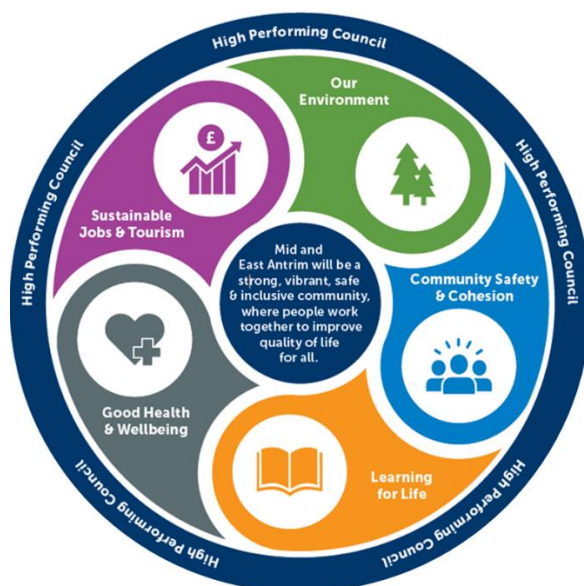 High Performing Council
Our
Environment
£
Sustainable
Jobs & Tourism
High Performing Council
High Performing Council
Mid and
East Antrim will be a
strong, vibrant, safe
& inclusive community,
where people work
together to improve
quality of life
for all.
Community Safety
& Cohesion
Good Health
& Wellbeing
Learning
for Life
High Performing Council
High Performing Council